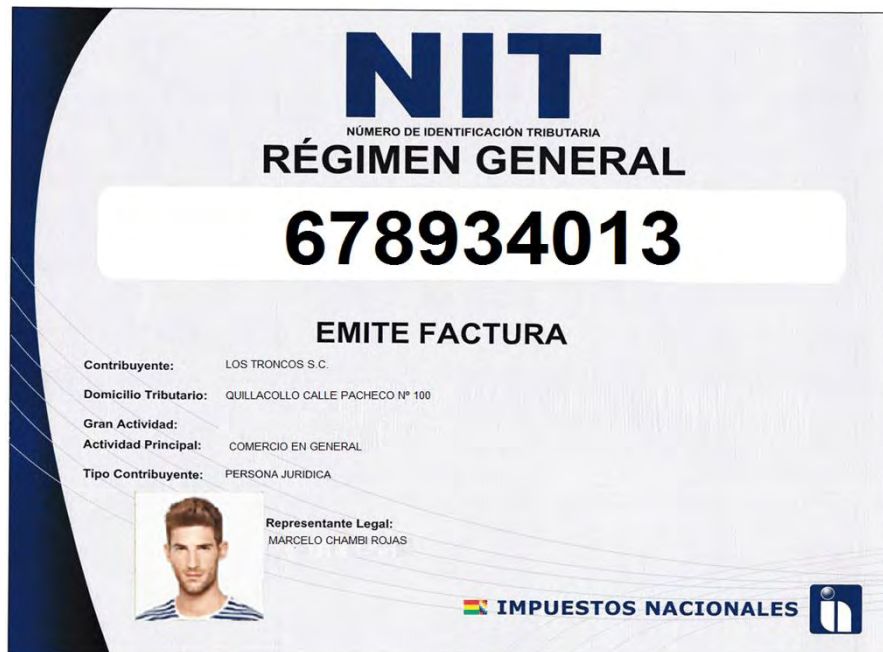 NIT
NÚMERO DE IDENTIFICACIÓN TRIBUTARIA
RÉGIMEN GENERAL
678934013
EMITE FACTURA
Contribuyente: LOS TRONCOS S.C.
Domicilio Tributario: QUILLACOLLO CALLE PACHECO Nº 100
Gran Actividad:
Actividad Principal: COMERCIO EN GENERAL
Tipo Contribuyente: PERSONA JURIDICA
Representante Legal:
MARCELO CHAMBI ROJAS
IMPUESTOS NACIONALES
in